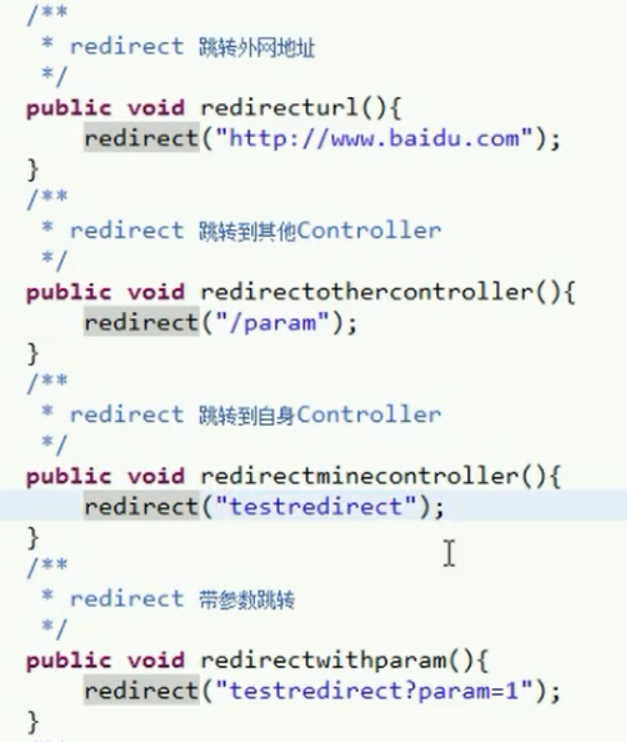 /**
 * redirect 跳转外网地址
 */
public void redirecturl(){
    redirect("http://www.baidu.com");
}
/**
 * redirect 跳转到其他Controller
 */
public void redirectothercontroller(){
    redirect("/param");
}
/**
 * redirect 跳转到自身Controller
 */
public void redirectminecontroller(){
    redirect("testredirect");
}
/**
 * redirect 带参数跳转
 */
public void redirectwithparam(){
    redirect("testredirect?param=1");
}